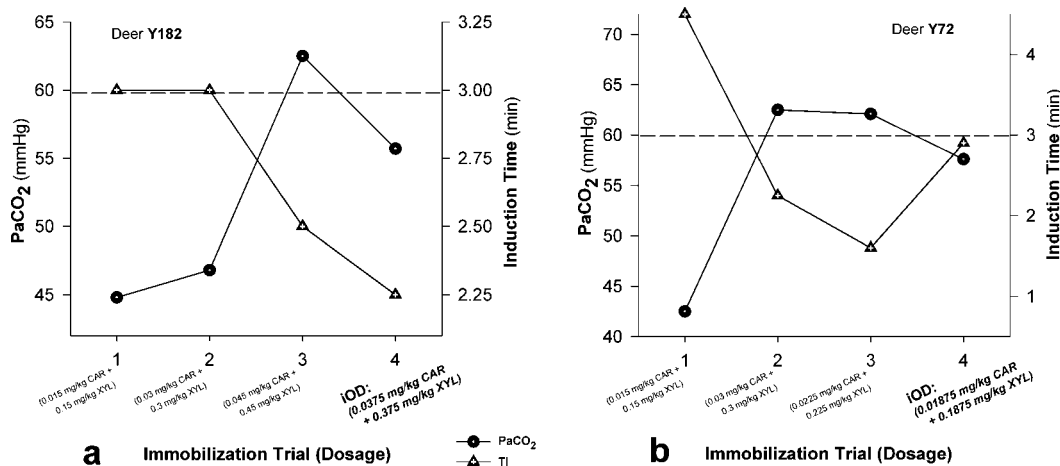 Deer Y182
PaCO2 (mmHg)
65
60
55
50
45
3.25
3.00
2.75
2.50
2.25
Induction Time (min)
1
2
3
4
(0.015 mg/kg CAR +
0.15 mg/kg XYL)
(0.03 mg/kg CAR +
0.3 mg/kg XYL)
(0.045 mg/kg CAR +
0.45 mg/kg XYL)
iOD:
(0.0375 mg/kg CAR
+ 0.375 mg/kg XYL)
a
Immobilization Trial (Dosage)
PaCO2
TI
Deer Y72
PaCO2 (mmHg)
70
65
60
55
50
45
40
4
3
2
1
Induction Time (min)
1
2
3
4
(0.015 mg/kg CAR +
0.15 mg/kg XYL)
(0.03 mg/kg CAR +
0.3 mg/kg XYL)
(0.0225 mg/kg CAR +
0.225 mg/kg XYL)
iOD:
(0.01875 mg/kg CAR
+ 0.1875 mg/kg XYL)
b
Immobilization Trial (Dosage)